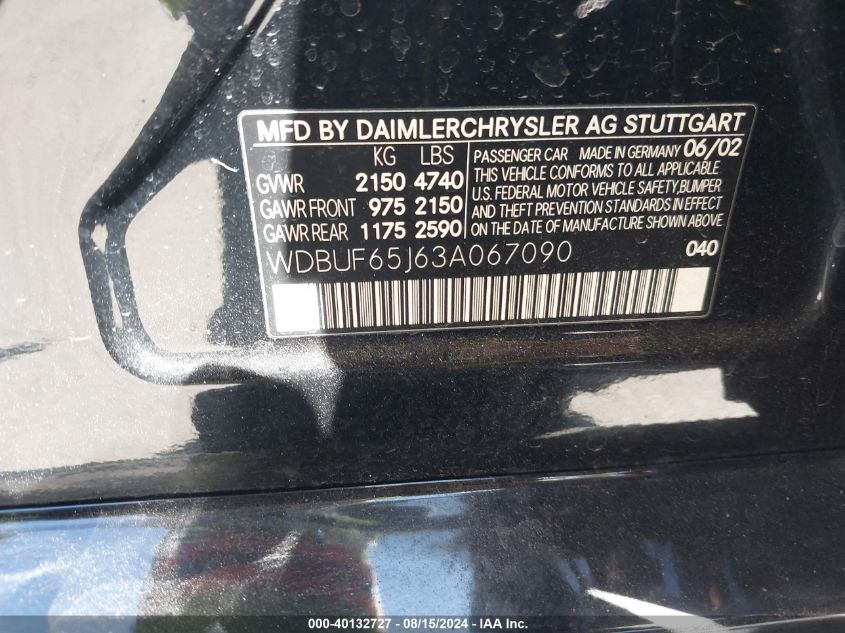 MFD BY DAIMLERCHRYSLER AG STUTTGART
KG LBS
GVWR 2150 4740
GAWR FRONT 975 2150
GAWR REAR 1175 2590
PASSENGER CAR MADE IN GERMANY 06/02
THIS VEHICLE CONFORMS TO ALL APPLICABLE
U.S. FEDERAL MOTOR VEHICLE SAFETY,BUMPER
AND THEFT PREVENTION STANDARDS IN EFFECT
ON THE DATE OF MANUFACTURE SHOWN ABOVE
WDBUF65J63A067090
040
000-40132727 - 08/15/2024 - IAA Inc.